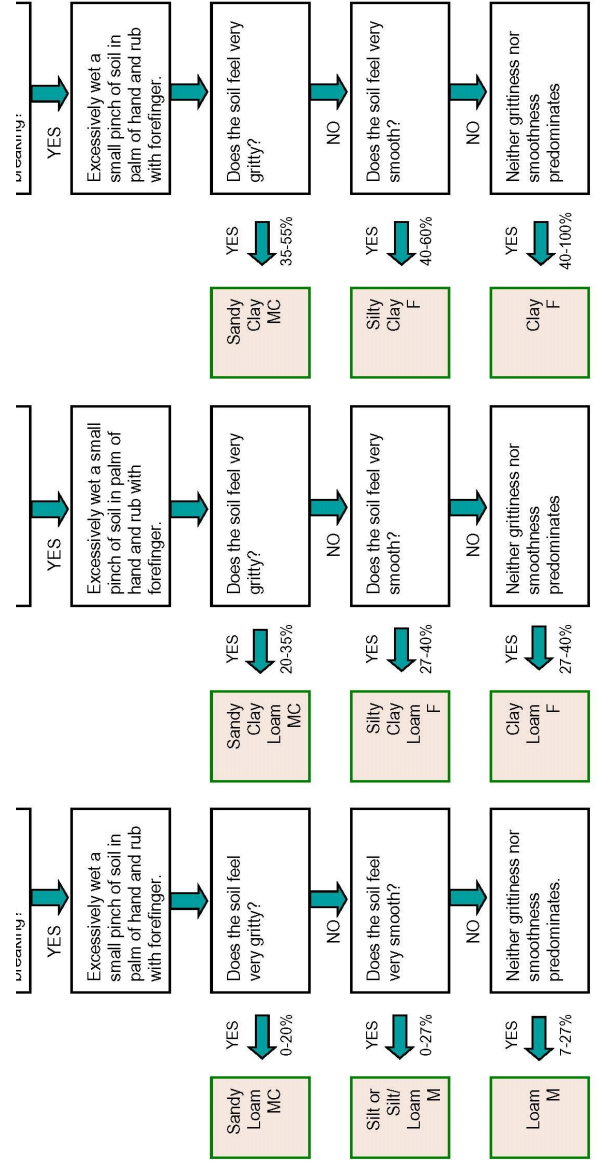 breaking?
breaking?
YES
YES
YES
Excessively wet a
small pinch of soil in
palm of hand and rub
with forefinger.
Excessively wet a small
pinch of soil in palm of
hand and rub with
forefinger.
Excessively wet a
small pinch of soil in
palm of hand and rub
with forefinger.
Sandy
Loam
MC
YES
0-20%
Does the soil feel
very gritty?
Sandy
Clay
Loam
MC
YES
20-35%
Does the soil feel very
gritty?
Sandy
Clay
MC
YES
35-55%
Does the soil feel very
gritty?
NO
NO
NO
Silt or
Silt/
Loam
M
YES
0-27%
Does the soil feel
very smooth?
Silty
Clay
Loam
F
YES
27-40%
Does the soil feel very
smooth?
Silty
Clay
F
YES
40-60%
Does the soil feel very
smooth?
NO
NO
NO
Loam
M
YES
7-27%
Neither grittiness nor
smoothness
predominates.
Clay
Loam
F
YES
27-40%
Neither grittiness nor
smoothness
predominates
Clay
F
YES
40-100%
Neither grittiness nor
smoothness
predominates